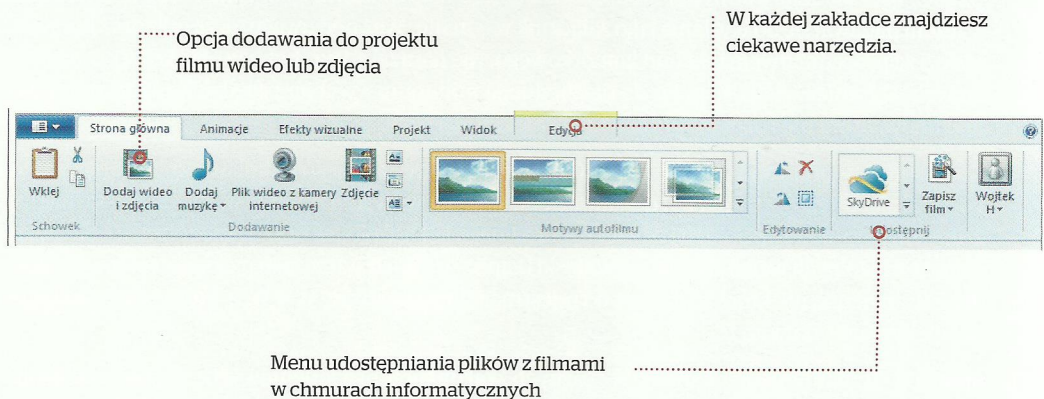 Opcja dodawania do projektu
filmu wideo lub zdjęcia
W każdej zakładce znajdziesz
ciekawe narzędzia.
Strona główna Animacje Efekty wizualne Projekt Widok Edycja
Wklej
Dodaj wideo
i zdjęcia
Dodaj
muzykę
Plik wideo z kamery
internetowej
Zdjęcie
SkyDrive
Zapisz
film
Wojtek
H
Schowek Dodawanie Motywy autofilmu Edytowanie Udostępnij
Menu udostępniania plików z filmami
w chmurach informatycznych